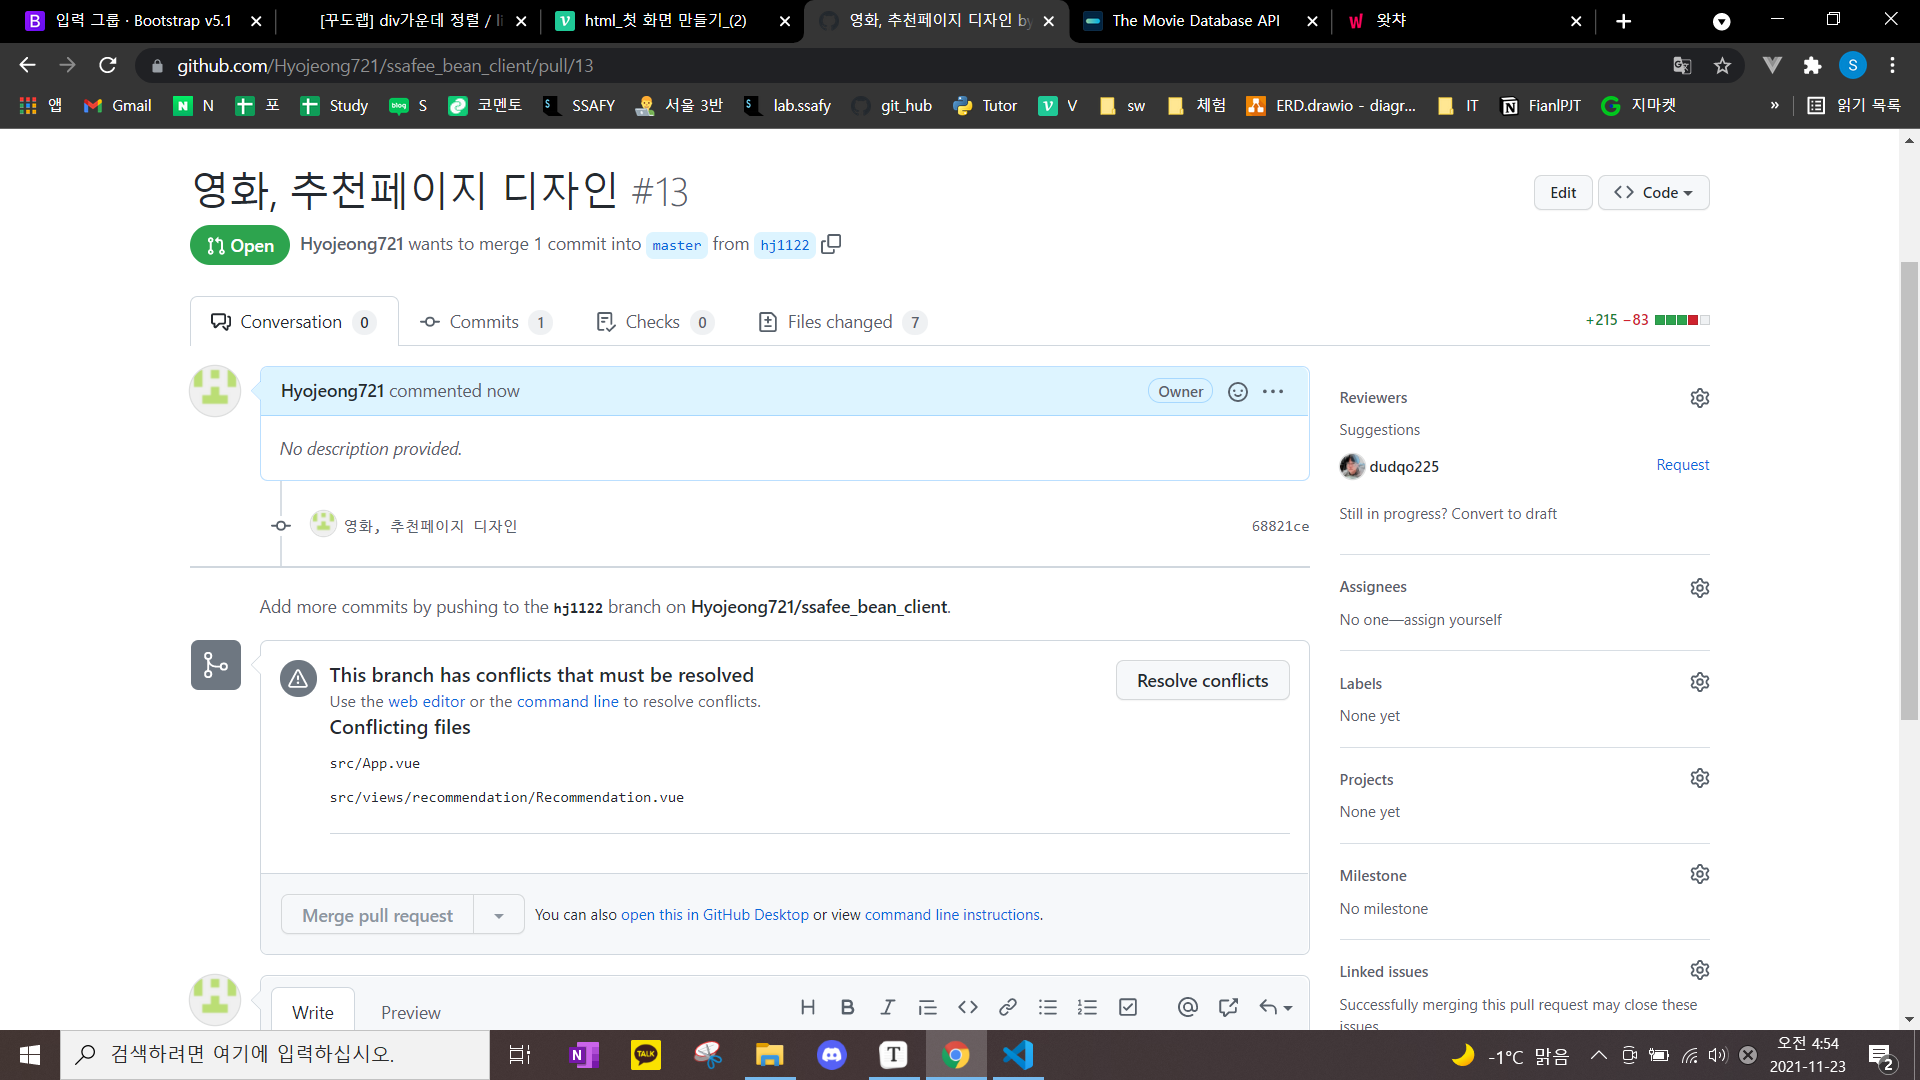 입력 그룹 · Bootstrap v5.1
[꾸도랩] div가운데 정렬 / li
html_첫 화면 만들기_(2)
영화, 추천페이지 디자인 by
The Movie Database API
왓챠
github.com/Hyojeong721/ssafee_bean_client/pull/13
S
앱
Gmail
N
포
Study
S
코멘토
SSAFY
서울 3반
lab.ssafy
git_hub
Tutor
V
sw
체험
ERD.drawio - diagr...
IT
FianlPJT
지마켓
»
읽기 목록
영화, 추천페이지 디자인 #13
Edit
<> Code
Open
Hyojeong721 wants to merge 1 commit into master from hj1122
Conversation 0
Commits 1
Checks 0
Files changed 7
+215 −83
Hyojeong721 commented now
Owner
No description provided.
영화, 추천페이지 디자인
68821ce
Add more commits by pushing to the hj1122 branch on Hyojeong721/ssafee_bean_client.
This branch has conflicts that must be resolved
Use the web editor or the command line to resolve conflicts.
Resolve conflicts
Conflicting files
src/App.vue
src/views/recommendation/Recommendation.vue
Merge pull request
You can also open this in GitHub Desktop or view command line instructions.
Write
Preview
Reviewers
Suggestions
dudqo225
Request
Still in progress? Convert to draft
Assignees
No one—assign yourself
Labels
None yet
Projects
None yet
Milestone
No milestone
Linked issues
Successfully merging this pull request may close these
issues.
검색하려면 여기에 입력하십시오.
N
TALK
T
-1°C 맑음
오전 4:54
2021-11-23
2